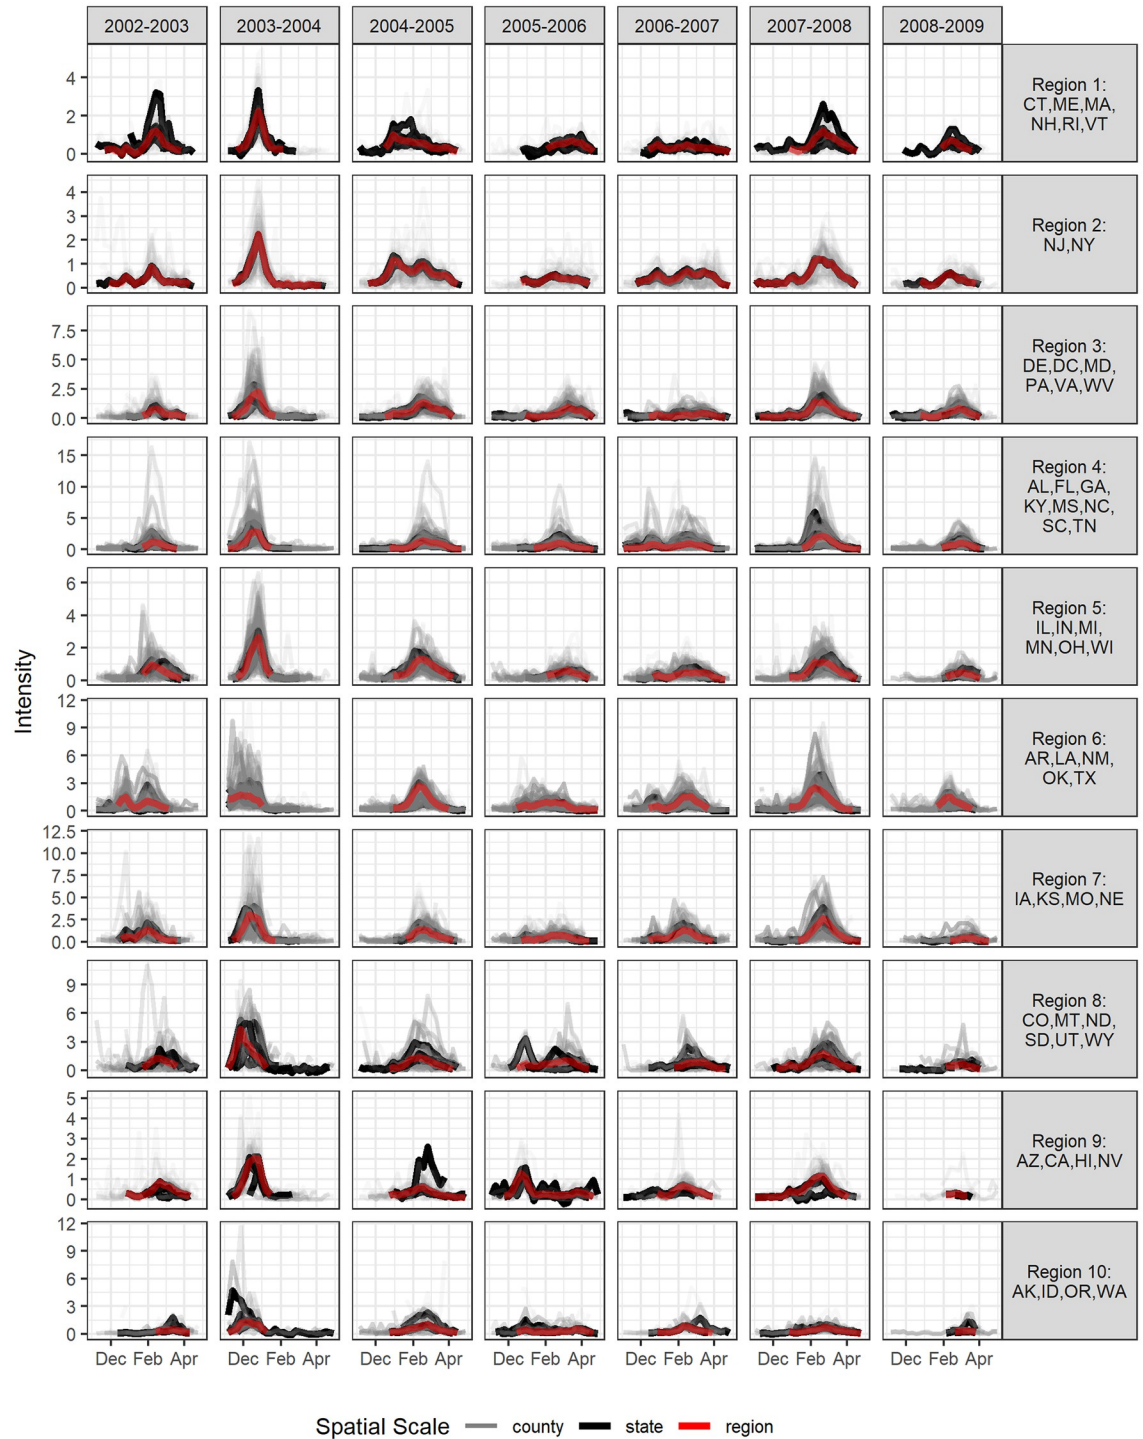 2002-2003 2003-2004 2004-2005 2005-2006 2006-2007 2007-2008 2008-2009
4
2
0
Region 1:
CT,ME,MA,
NH,RI,VT
4
3
2
1
0
Region 2:
NJ,NY
7.5
5.0
2.5
0.0
Region 3:
DE,DC,MD,
PA,VA,WV
15
10
5
0
Region 4:
AL,FL,GA,
KY,MS,NC,
SC,TN
6
4
2
0
Region 5:
IL,IN,MI,
MN,OH,WI
Intensity
12
9
6
3
0
Region 6:
AR,LA,NM,
OK,TX
12.5
10.0
7.5
5.0
2.5
0.0
Region 7:
IA,KS,MO,NE
9
6
3
0
Region 8:
CO,MT,ND,
SD,UT,WY
5
4
3
2
1
0
Region 9:
AZ,CA,HI,NV
12
9
6
3
0
Region 10:
AK,ID,OR,WA
Dec Feb Apr Dec Feb Apr Dec Feb Apr Dec Feb Apr Dec Feb Apr Dec Feb Apr Dec Feb Apr
Spatial Scale county state region